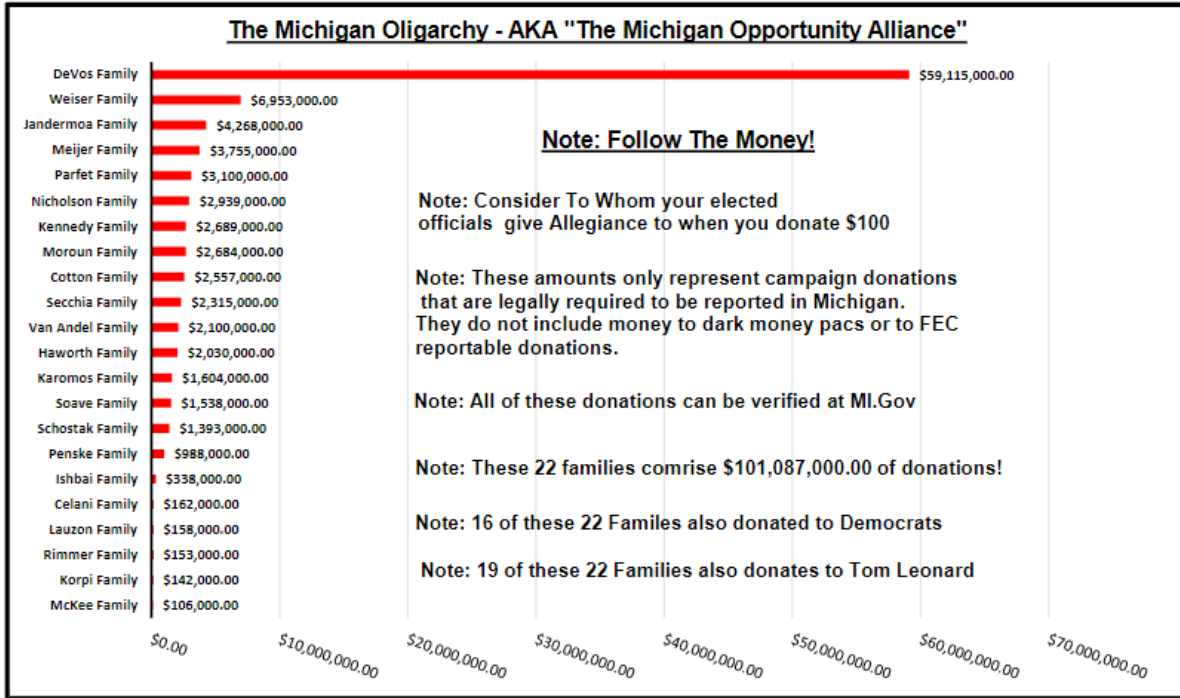 The Michigan Oligarchy - AKA "The Michigan Opportunity Alliance"
DeVos Family $59,115,000.00
Weiser Family $6,953,000.00
Jandermoa Family $4,268,000.00
Meijer Family $3,755,000.00
Parfet Family $3,100,000.00
Nicholson Family $2,939,000.00
Kennedy Family $2,689,000.00
Moroun Family $2,684,000.00
Cotton Family $2,557,000.00
Secchia Family $2,315,000.00
Van Andel Family $2,100,000.00
Haworth Family $2,030,000.00
Karomos Family $1,604,000.00
Soave Family $1,538,000.00
Schostak Family $1,393,000.00
Penske Family $988,000.00
Ishbai Family $338,000.00
Celani Family $162,000.00
Lauzon Family $158,000.00
Rimmer Family $153,000.00
Korpi Family $142,000.00
McKee Family $106,000.00
Note: Follow The Money!
Note: Consider To Whom your elected
officials give Allegiance to when you donate $100
Note: These amounts only represent campaign donations
that are legally required to be reported in Michigan.
They do not include money to dark money pacs or to FEC
reportable donations.
Note: All of these donations can be verified at MI.Gov
Note: These 22 families comrise $101,087,000.00 of donations!
Note: 16 of these 22 Familes also donated to Democrats
Note: 19 of these 22 Families also donates to Tom Leonard
$0.00 $10,000,000.00 $20,000,000.00 $30,000,000.00 $40,000,000.00 $50,000,000.00 $60,000,000.00 $70,000,000.00